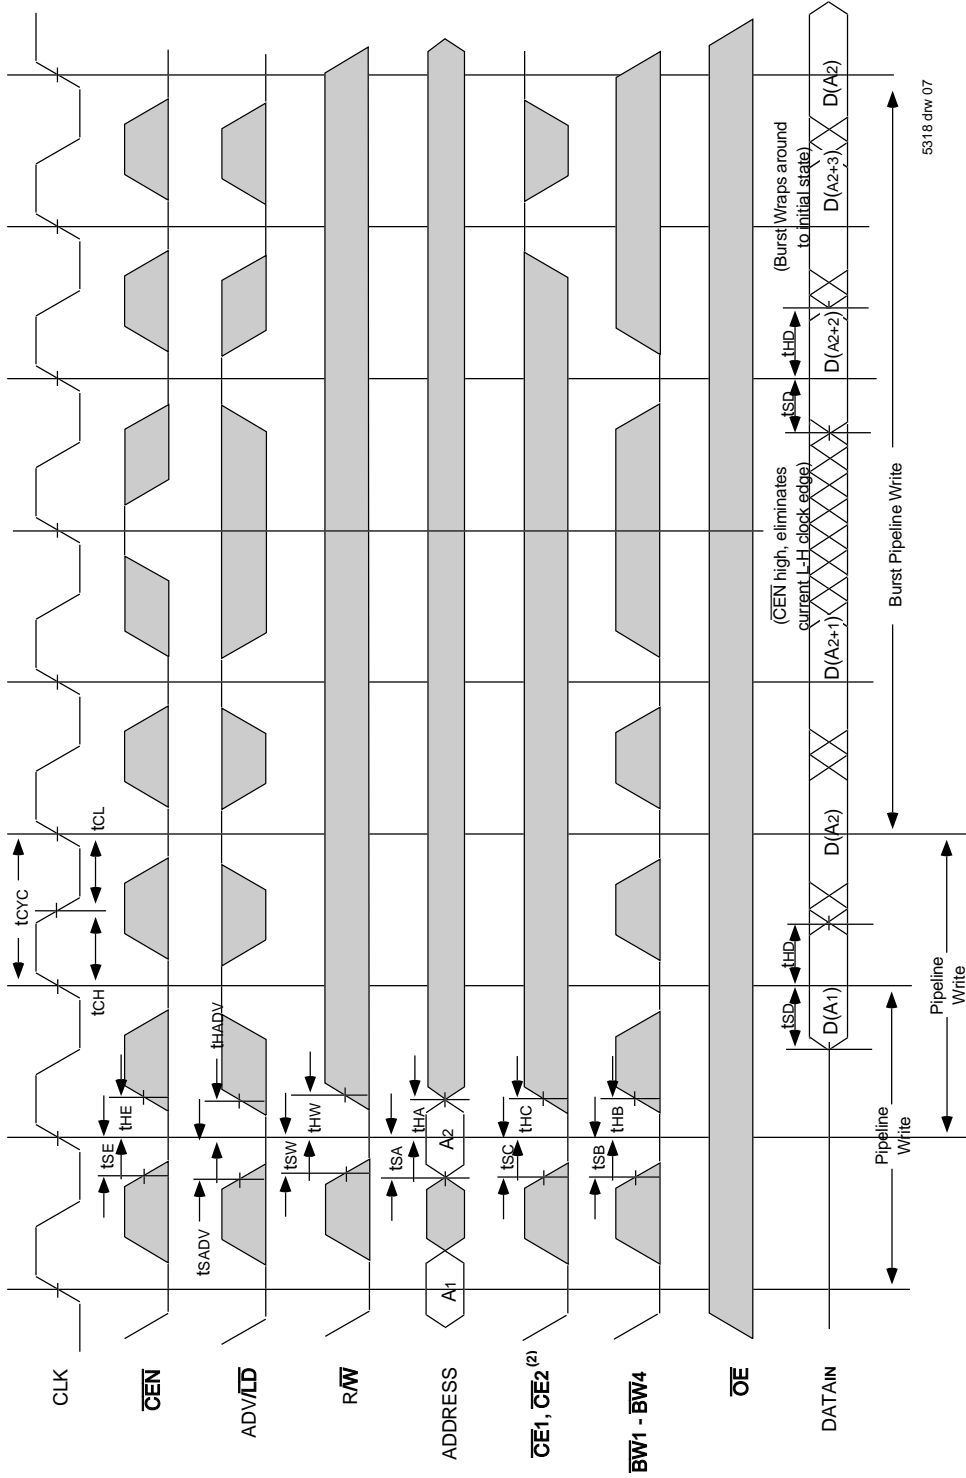 tCYC
tCH
tCL
CLK
tSE
tHE
CEN
tSADV
tHADV
ADV/LD
tSW
tHW
R/W
tSA
tHA
ADDRESS
A1
A2
tSC
tHC
CE1, CE2 (2)
tSB
tHB
BW1 - BW4
OE
(CEN high, eliminates
current L-H clock edge)
(Burst Wraps around
to initial state)
tSD
tHD
tSD
tHD
DATAIN
D(A1)
D(A2)
D(A2+1)
D(A2+2)
D(A2+3)
D(A2)
Pipeline
Write
Burst Pipeline Write
Pipeline
Write
5318 drw 07